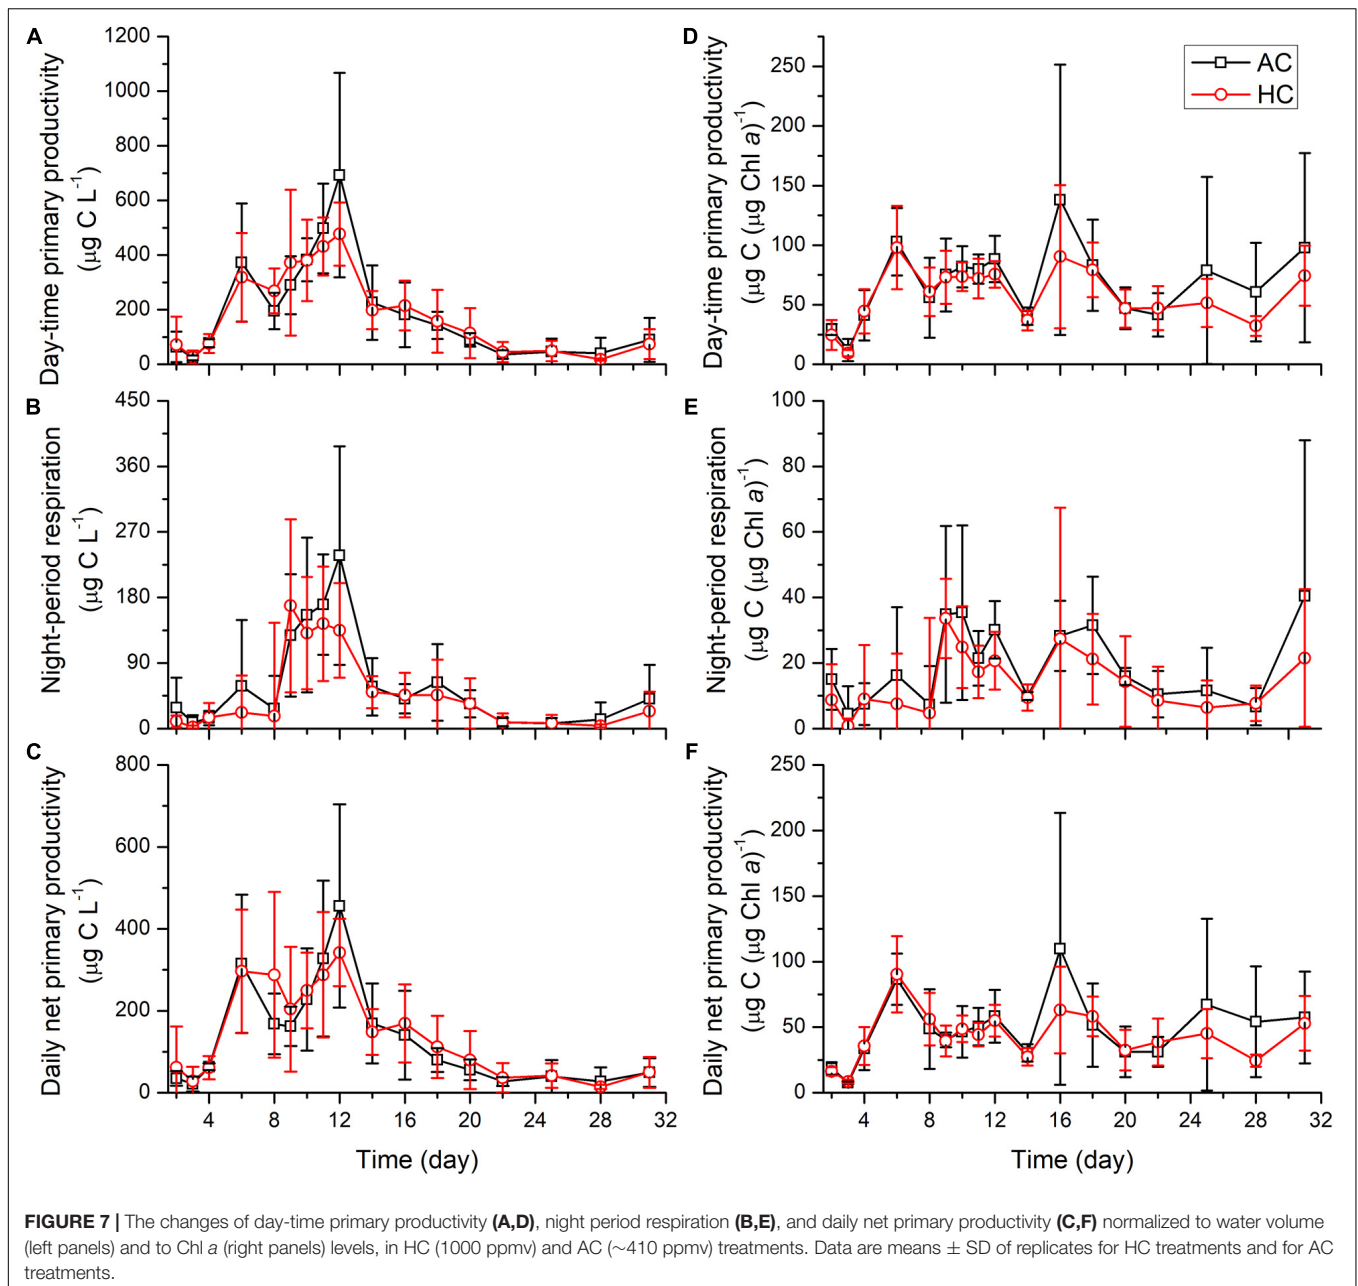 A
Day-time primary productivity
(µg C L⁻¹)
1200
1000
800
600
400
200
0
B
Night-period respiration
(µg C L⁻¹)
450
360
270
180
90
0
C
Daily net primary productivity
(µg C L⁻¹)
800
600
400
200
0
4 8 12 16 20 24 28 32
Time (day)
D
Day-time primary productivity
(µg C (µg Chl a)⁻¹)
250
200
150
100
50
0
AC
HC
E
Night-period respiration
(µg C (µg Chl a)⁻¹)
100
80
60
40
20
0
F
Daily net primary productivity
(µg C (µg Chl a)⁻¹)
250
200
150
100
50
0
4 8 12 16 20 24 28 32
Time (day)
FIGURE 7 | The changes of day-time primary productivity (A,D), night period respiration (B,E), and daily net primary productivity (C,F) normalized to water volume
(left panels) and to Chl a (right panels) levels, in HC (1000 ppmv) and AC (∼410 ppmv) treatments. Data are means ± SD of replicates for HC treatments and for AC
treatments.